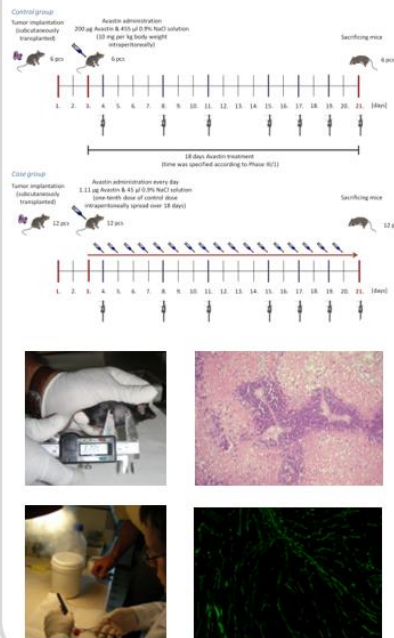 Control group
Tumor implantation
(subcutaneously
transplanted)
6 pcs
Avastin administration
200 µg Avastin & 455 µl 0.9% NaCl solution
(10 mg per kg body weight
intraperitoneally)
6 pcs
Sacrificing mice
6 pcs
1. 2. 3. 4. 5. 6. 7. 8. 9. 10. 11. 12. 13. 14. 15. 16. 17. 18. 19. 20. 21. [days]
18 days Avastin treatment
(time was specified according to Phase III/1)
Case group
Tumor implantation
(subcutaneously
transplanted)
12 pcs
Avastin administration every day
1.11 µg Avastin & 45 µl 0.9% NaCl solution
(one-tenth dose of control dose
intraperitoneally spread over 18 days)
12 pcs
Sacrificing mice
12 p
1. 2. 3. 4. 5. 6. 7. 8. 9. 10. 11. 12. 13. 14. 15. 16. 17. 18. 19. 20. 21. [days]